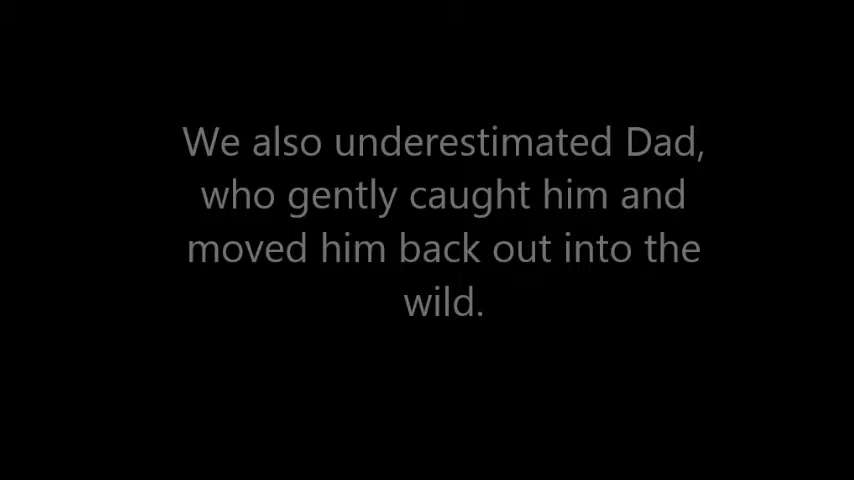 We also underestimated Dad,
who gently caught him and
moved him back out into the
wild.